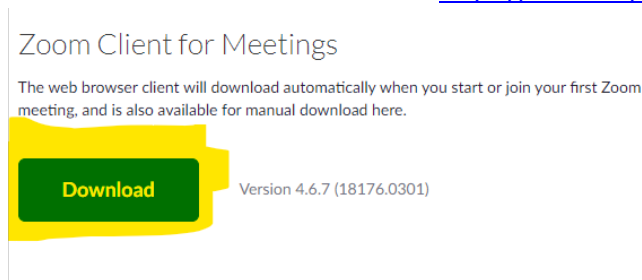 Zoom Client for Meetings
The web browser client will download automatically when you start or join your first Zoom
meeting, and is also available for manual download here.
Download
Version 4.6.7 (18176.0301)